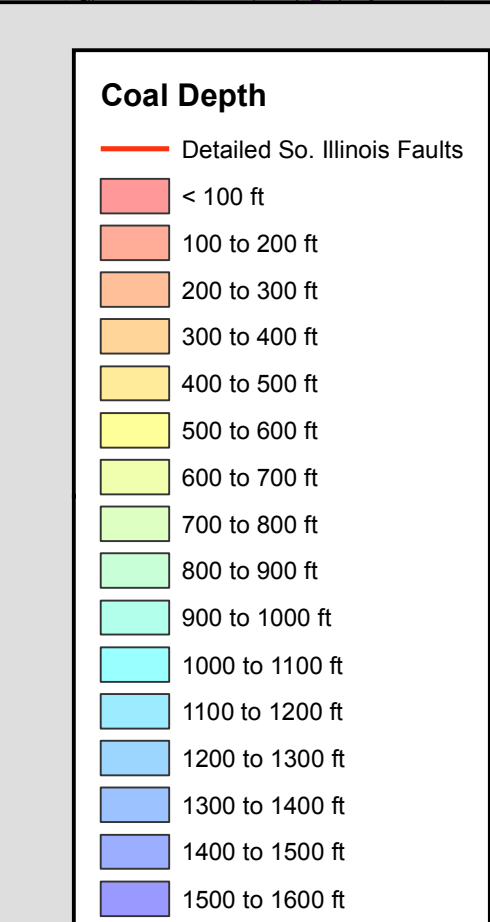 Coal Depth
Detailed So. Illinois Faults
< 100 ft
100 to 200 ft
200 to 300 ft
300 to 400 ft
400 to 500 ft
500 to 600 ft
600 to 700 ft
700 to 800 ft
800 to 900 ft
900 to 1000 ft
1000 to 1100 ft
1100 to 1200 ft
1200 to 1300 ft
1300 to 1400 ft
1400 to 1500 ft
1500 to 1600 ft